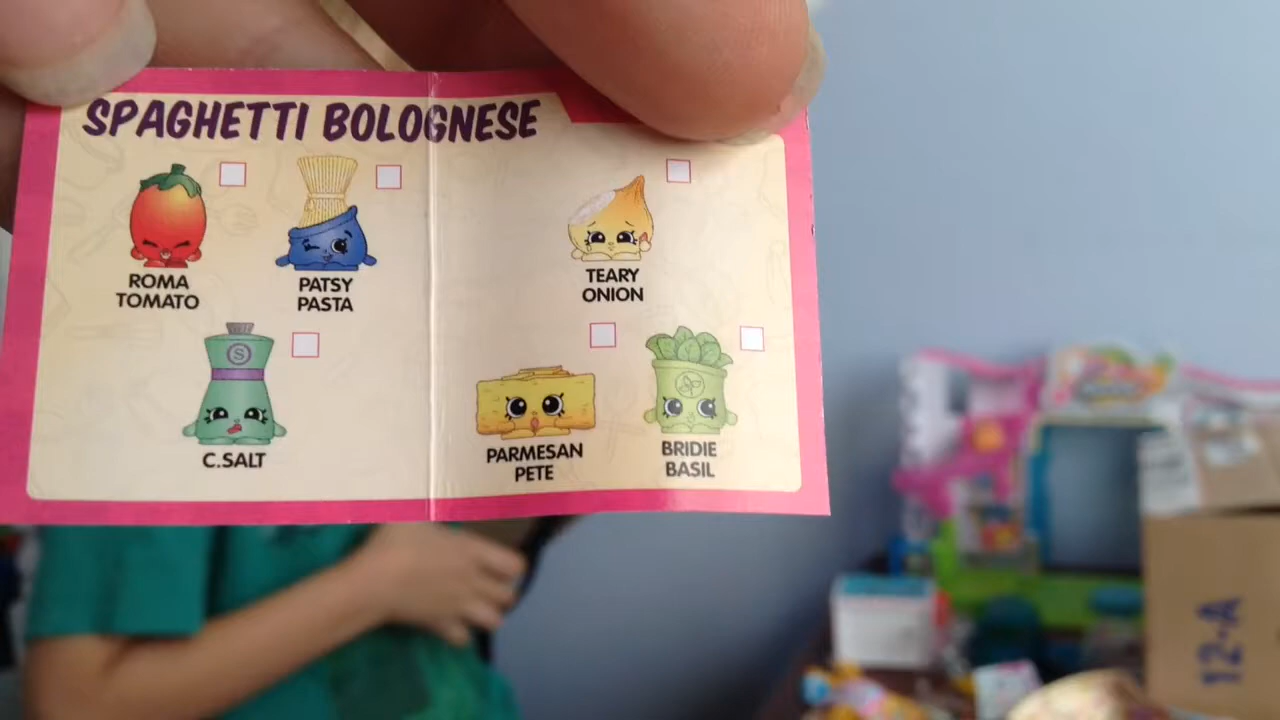 SPAGHETTI BOLOGNESE
ROMA
TOMATO
PATSY
PASTA
TEARY
ONION
S
C.SALT
PARMESAN
PETE
BRIDIE
BASIL
12-A